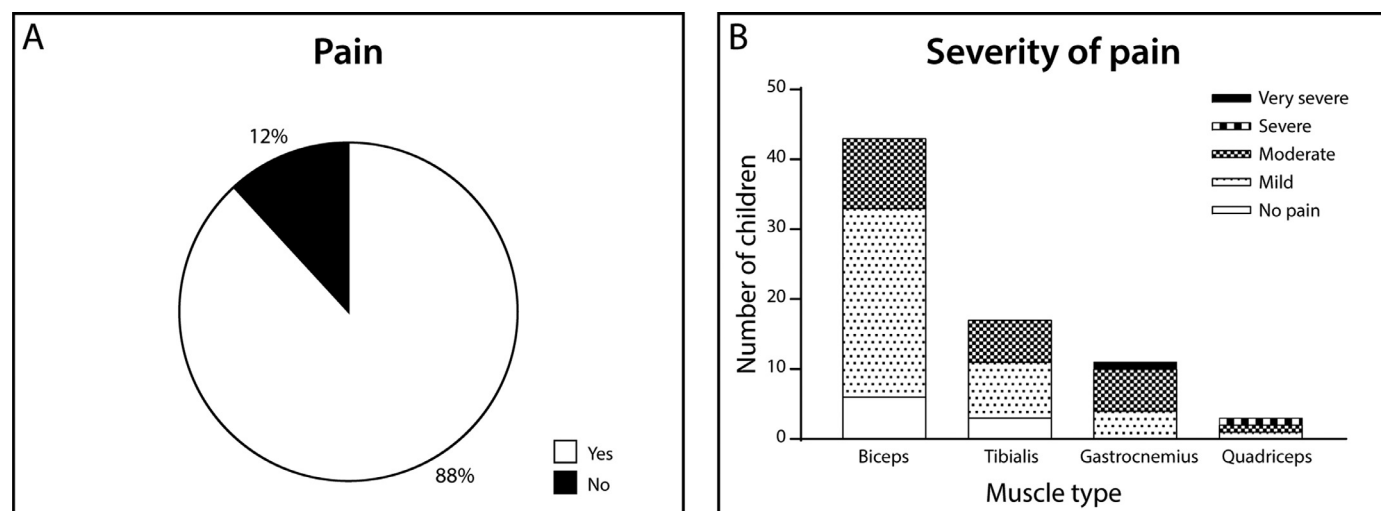 A
Pain
12%
88%
Yes
No
B
Severity of pain
Number of children
50
40
30
20
10
0
Very severe
Severe
Moderate
Mild
No pain
Biceps
Tibialis
Gastrocnemius
Quadriceps
Muscle type